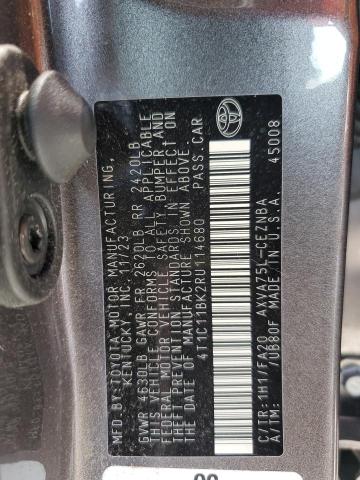 MFD BY:TOYOTA MOTOR MANUFACTURING,
KENTUCKY, INC. 11/23
GVWR 4630LB GAWR FR 2620LB RR 2420LB
THIS VEHICLE CONFORMS TO ALL APPLICABLE
FEDERAL MOTOR VEHICLE SAFETY, BUMPER AND
THEFT PREVENTION STANDARDS IN EFFECT ON
THE DATE OF MANUFACTURE SHOWN ABOVE.
4T1C11BK2RU114680 PASS.CAR
C/TR:1H1/FA20 AXVA75L-CEZNBA
A/TM: /UB80F MADE IN U.S.A. 45008